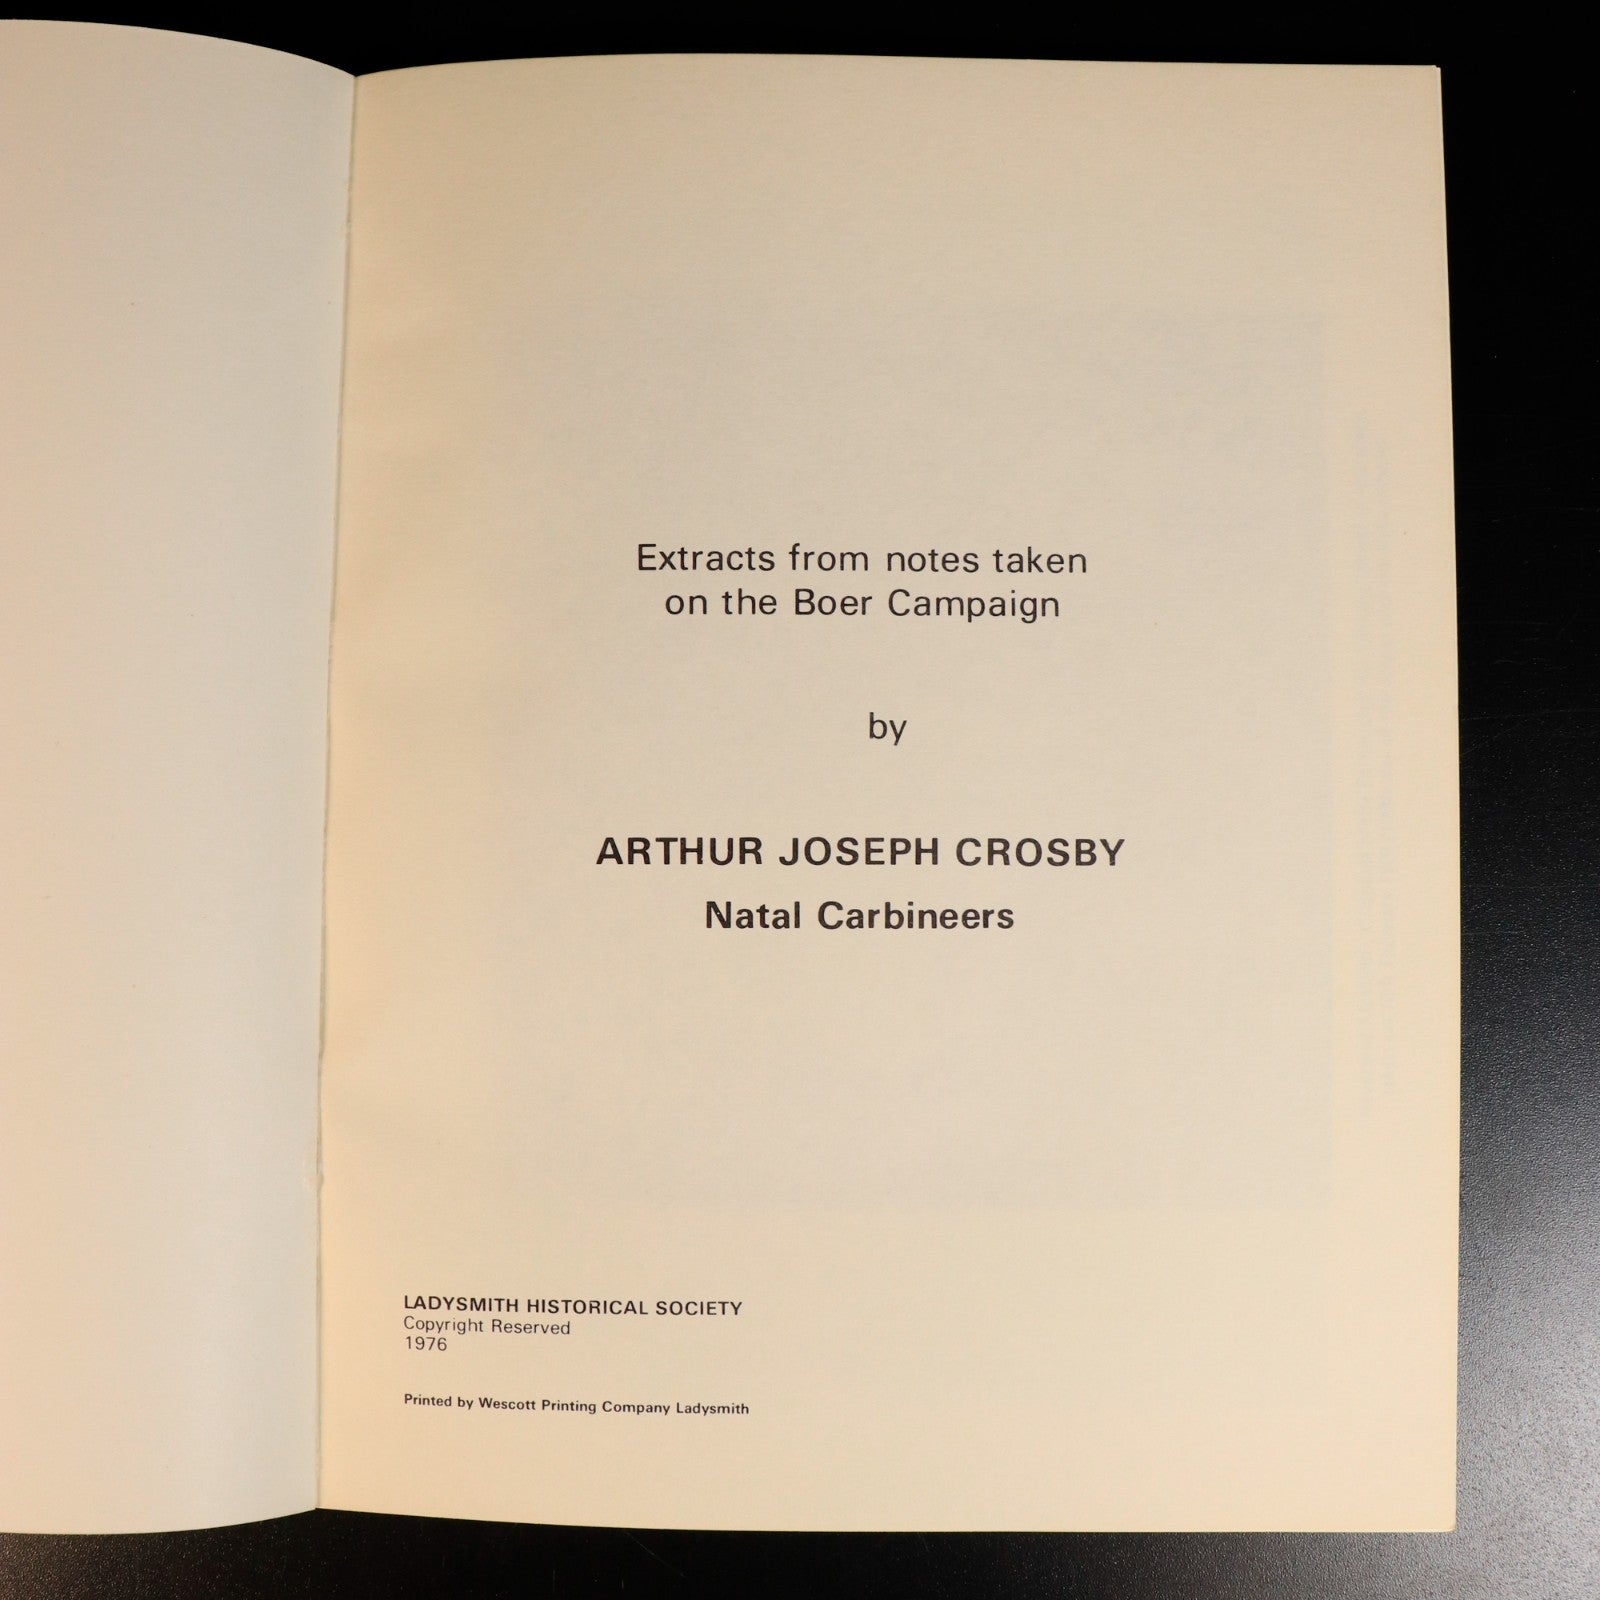 Extracts from notes taken
on the Boer Campaign
by
ARTHUR JOSEPH CROSBY
Natal Carbineers
LADYSMITH HISTORICAL SOCIETY
Copyright Reserved
1976
Printed by Wescott Printing Company Ladysmith